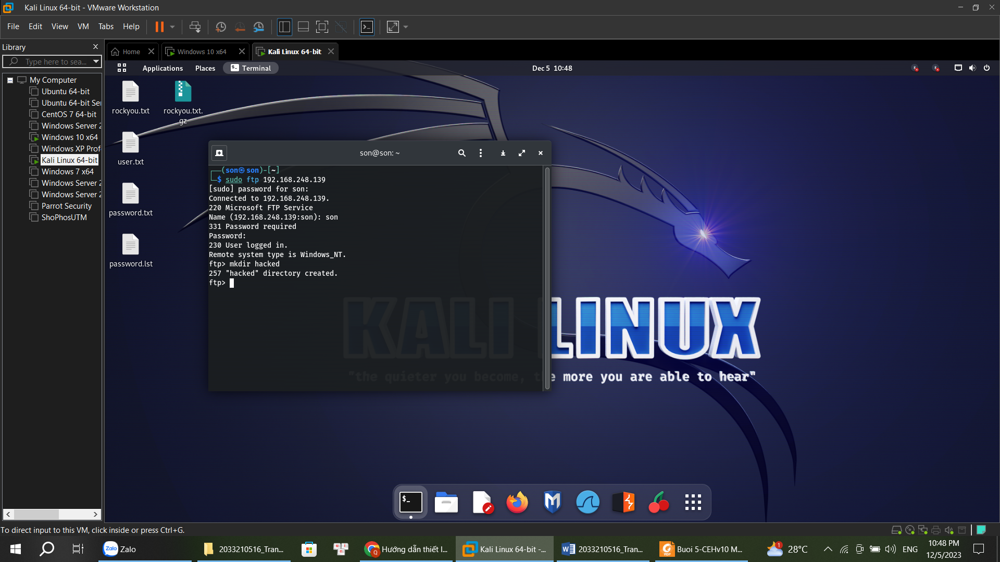 Kali Linux 64-bit - VMware Workstation
File Edit View VM Tabs Help
Library
Type here to sea...
Home
Windows 10 x64
Kali Linux 64-bit
My Computer
Ubuntu 64-bit
Ubuntu 64-bit Ser
CentOS 7 64-bit
Windows Server 2
Windows 10 x64
Windows XP Prof
Kali Linux 64-bit
Windows 7 x64
Windows Server 2
Windows Server 2
Parrot Security
ShoPhosUTM
Applications Places Terminal
Dec 5 10:48
rockyou.txt
rockyou.txt.
gz
user.txt
password.txt
password.lst
son@son: ~
(son㉿son)-[~]
$ sudo ftp 192.168.248.139
[sudo] password for son:
Connected to 192.168.248.139.
220 Microsoft FTP Service
Name (192.168.248.139:son): son
331 Password required
Password:
230 User logged in.
Remote system type is Windows_NT.
ftp> mkdir hacked
257 "hacked" directory created.
ftp>
KALI LINUX
"the quieter you become, the more you are able to hear"
To direct input to this VM, click inside or press Ctrl+G.
Zalo
2033210516_Tran...
Hướng dẫn thiết l...
Kali Linux 64-bit -...
2033210516_Tran...
Buoi 5-CEHv10 M...
1
28°C
ENG
10:48 PM
12/5/2023